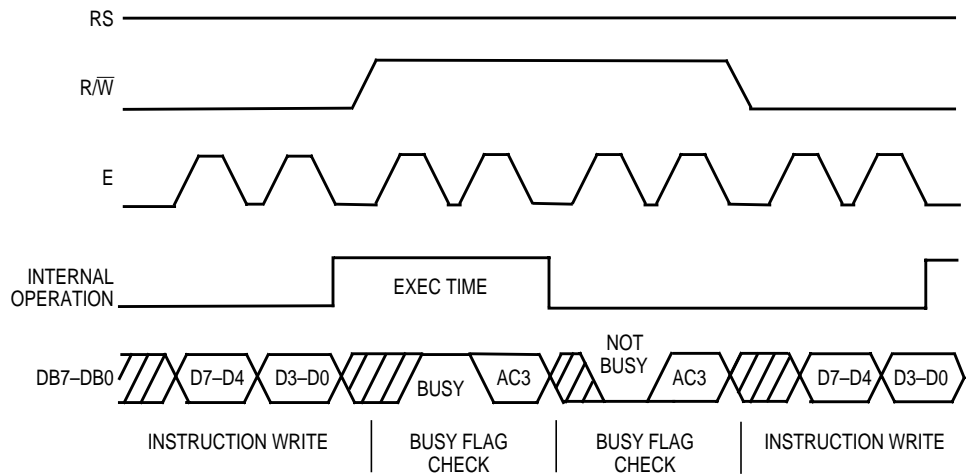 RS
R/W̅
E
INTERNAL
OPERATION
EXEC TIME
DB7–DB0
D7–D4
D3–D0
BUSY
AC3
NOT
BUSY
AC3
D7–D4
D3–D0
INSTRUCTION WRITE
BUSY FLAG
CHECK
BUSY FLAG
CHECK
INSTRUCTION WRITE